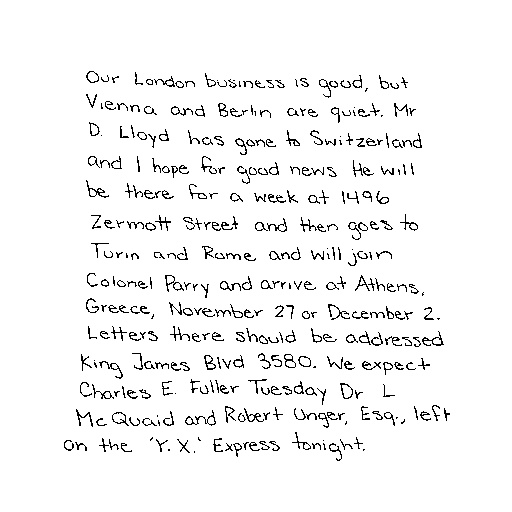 Our London business is good, but
Vienna and Berlin are quiet. Mr
D. Lloyd has gone to Switzerland
and I hope for good news He will
be there for a week at 1496
Zermott Street and then goes to
Turin and Rome and will join
Colonel Parry and arrive at Athens,
Greece, November 27 or December 2.
Letters there should be addressed
King James Blvd 3580. We expect
Charles E. Fuller Tuesday Dr L
McQuaid and Robert Unger, Esq., left
on the 'Y. X.' Express tonight.